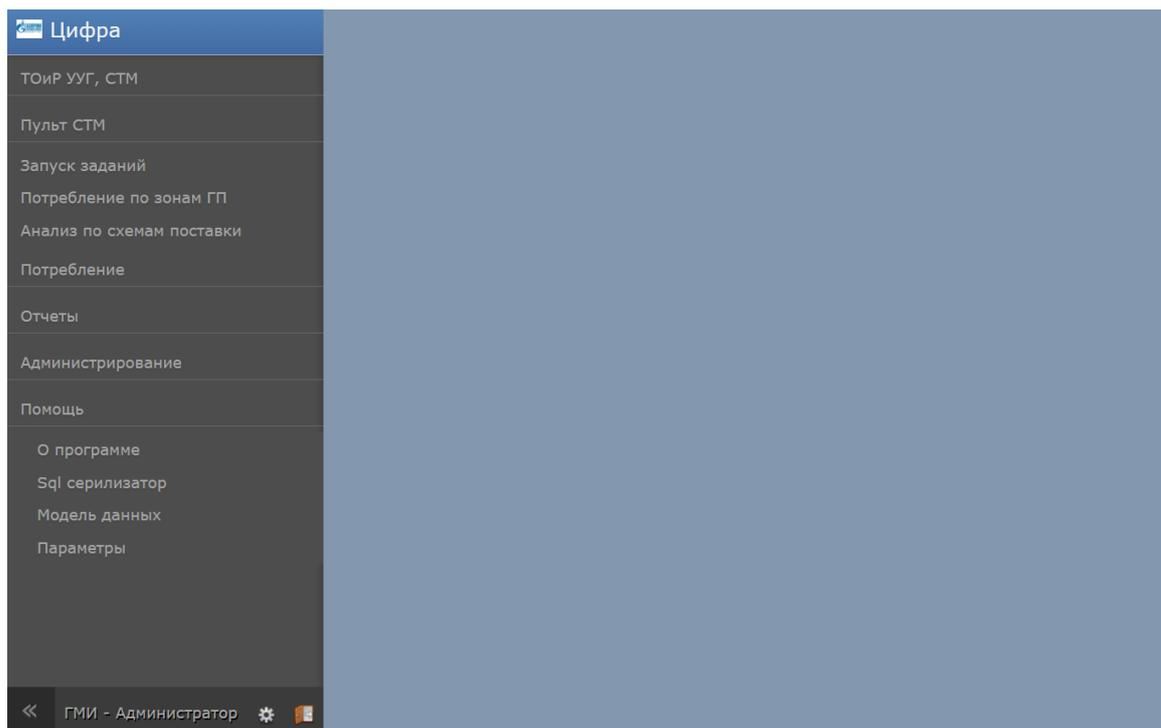 Цифра
ТОиР УУГ, СТМ
Пульт СТМ
Запуск заданий
Потребление по зонам ГП
Анализ по схемам поставки
Потребление
Отчеты
Администрирование
Помощь
О программе
Sql серилизатор
Модель данных
Параметры
ГМИ - Администратор